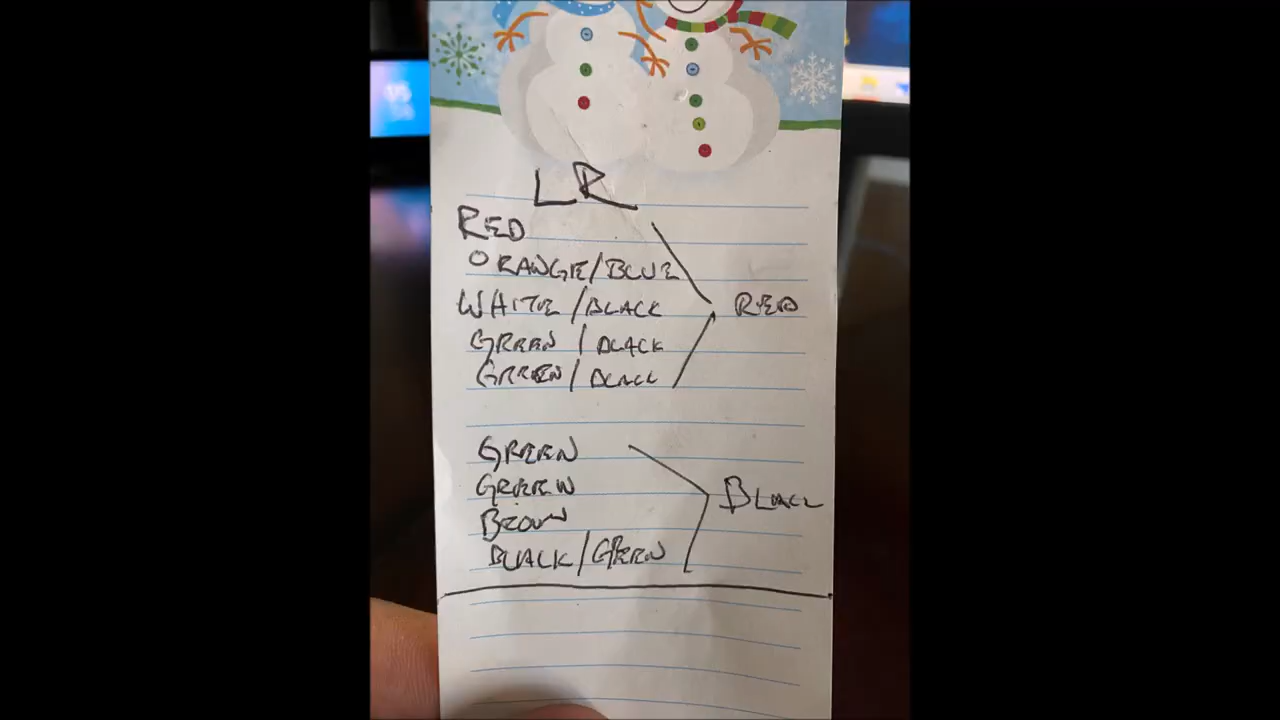 LR
RED
ORANGE/BLUE
WHITE/BLACK
RED
GREEN/BLACK
GREEN/BLACK
GREEN
GREEN
BLACK
BROWN
BLACK/GREEN